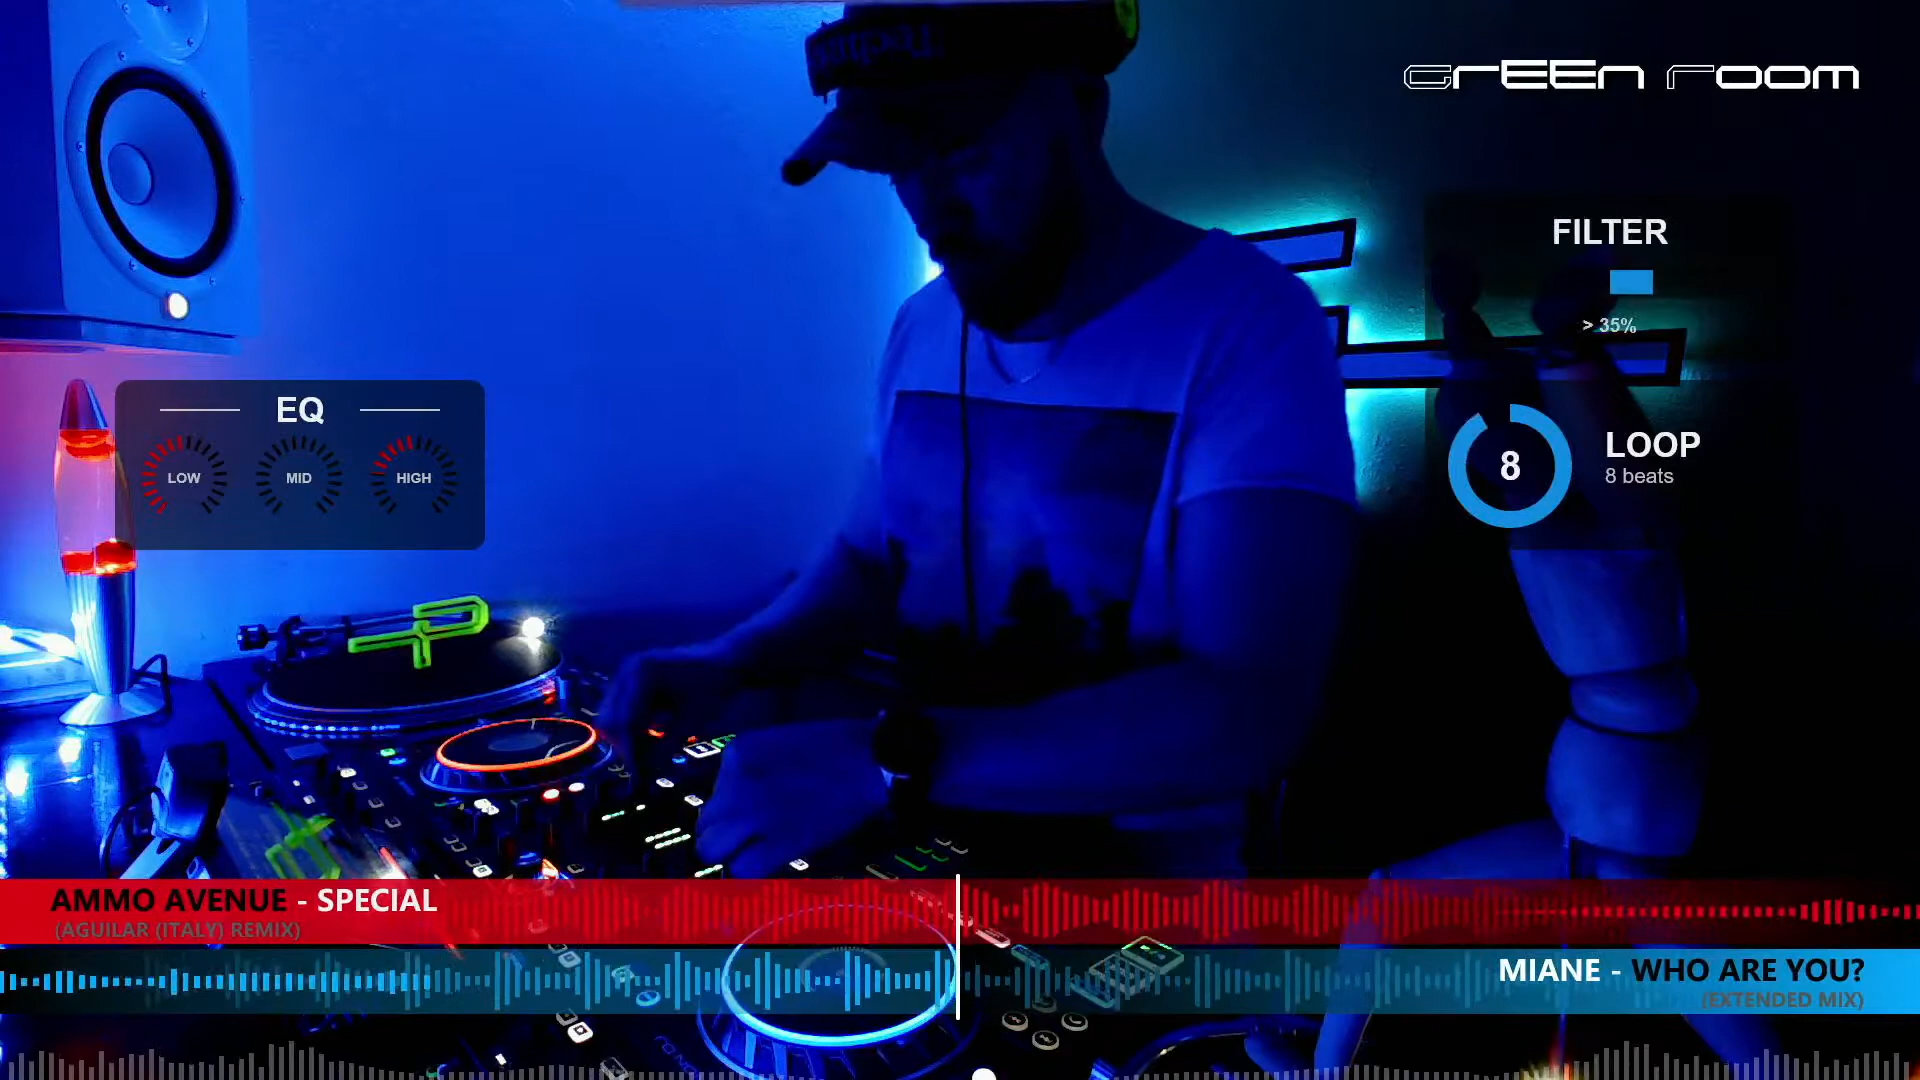 GREEN ROOM
FILTER
> 35%
EQ
LOW MID HIGH
8
LOOP
8 beats
AMMO AVENUE - SPECIAL
(AGUILAR (ITALY) REMIX)
MIANE - WHO ARE YOU?
(EXTENDED MIX)